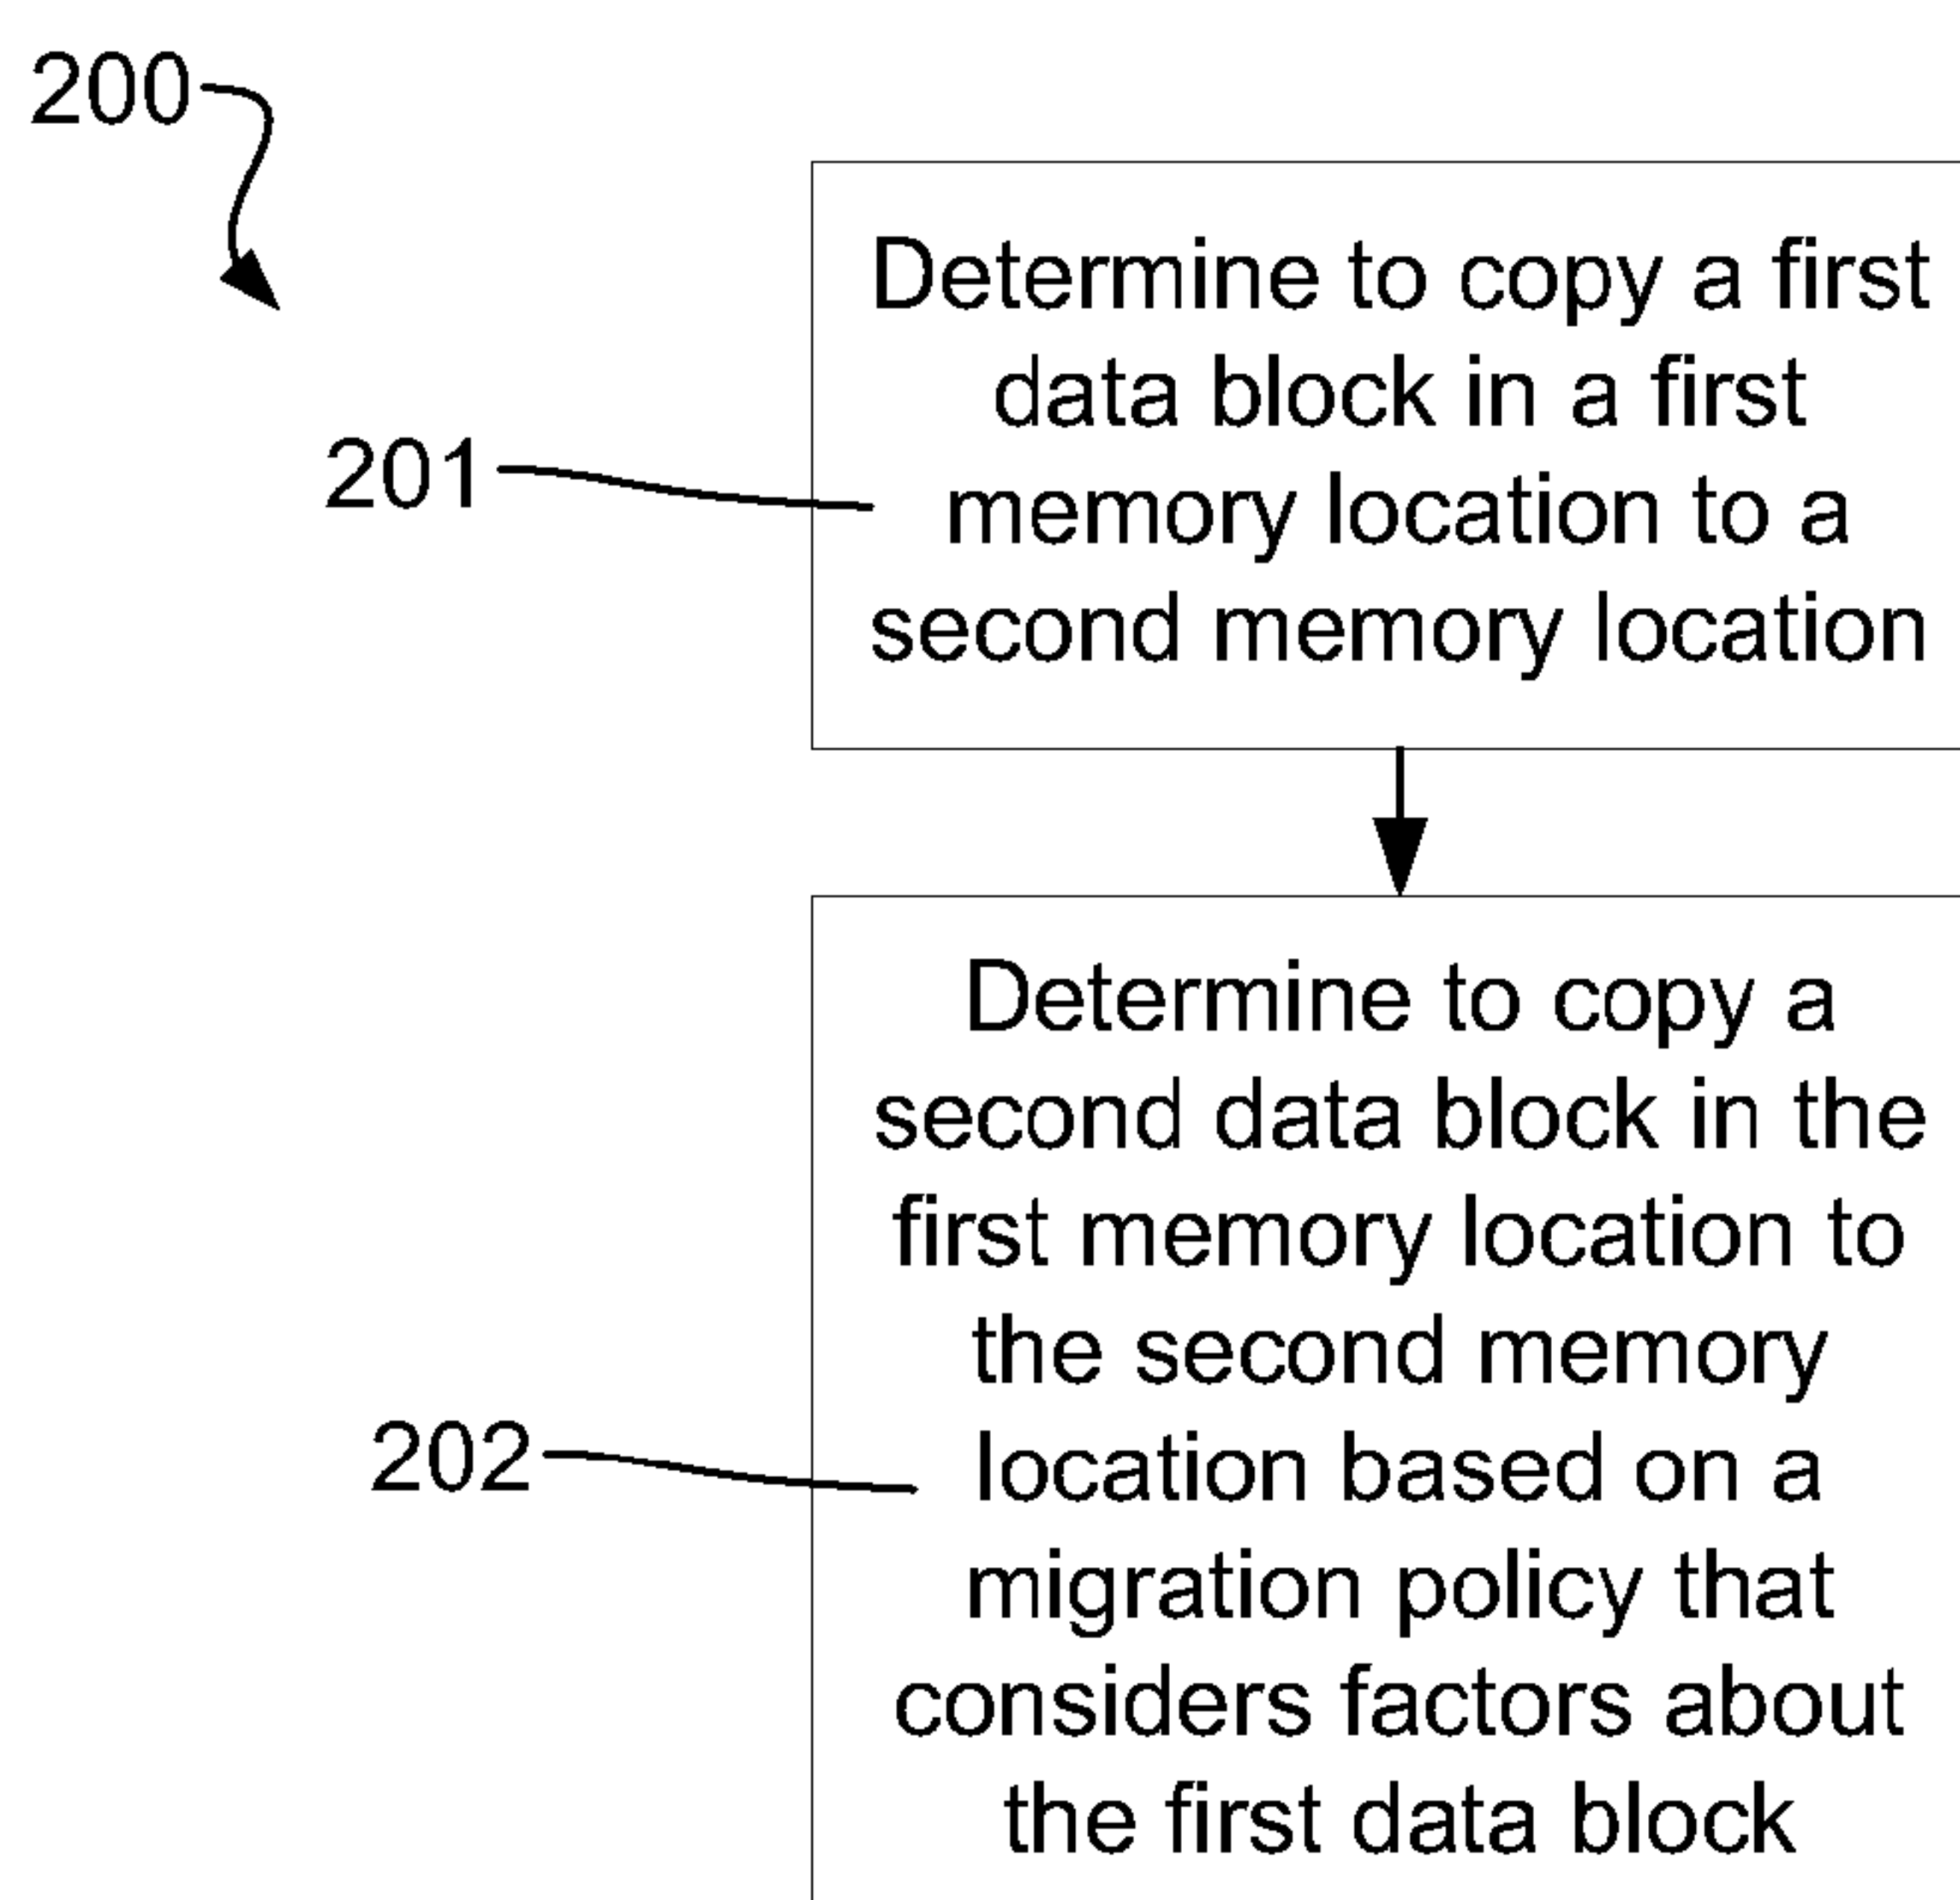 200
Determine to copy a first
data block in a first
memory location to a
second memory location
201
Determine to copy a
second data block in the
first memory location to
the second memory
location based on a
migration policy that
considers factors about
the first data block
202